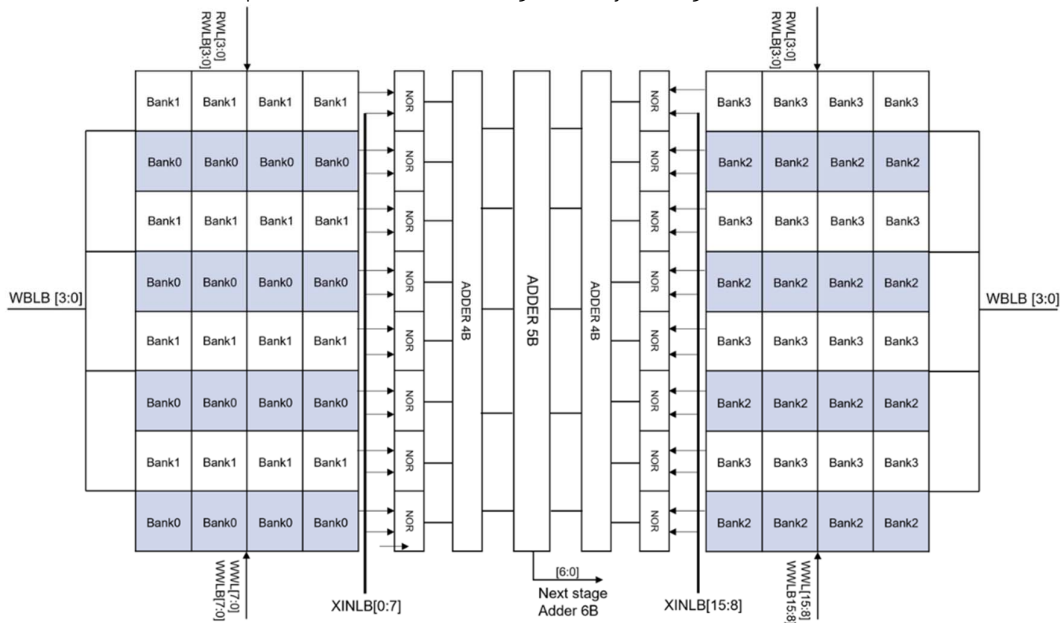 RWL[3:0]
RWLB[3:0]
RWL[3:0]
RWLB[3:0]
Bank1 Bank1 Bank1 Bank1 NOR NOR Bank3 Bank3 Bank3 Bank3
Bank0 Bank0 Bank0 Bank0 NOR NOR Bank2 Bank2 Bank2 Bank2
Bank1 Bank1 Bank1 Bank1 NOR NOR Bank3 Bank3 Bank3 Bank3
Bank0 Bank0 Bank0 Bank0 NOR NOR Bank2 Bank2 Bank2 Bank2
WBLB [3:0] ADDER 4B ADDER 5B ADDER 4B WBLB [3:0]
Bank1 Bank1 Bank1 Bank1 NOR NOR Bank3 Bank3 Bank3 Bank3
Bank0 Bank0 Bank0 Bank0 NOR NOR Bank2 Bank2 Bank2 Bank2
Bank1 Bank1 Bank1 Bank1 NOR NOR Bank3 Bank3 Bank3 Bank3
Bank0 Bank0 Bank0 Bank0 NOR NOR Bank2 Bank2 Bank2 Bank2
WWL[7:0]
WWLB[7:0]
XINLB[0:7]
[6:0]
Next stage
Adder 6B
XINLB[15:8]
WWL[15:8]
WWLB15:8]